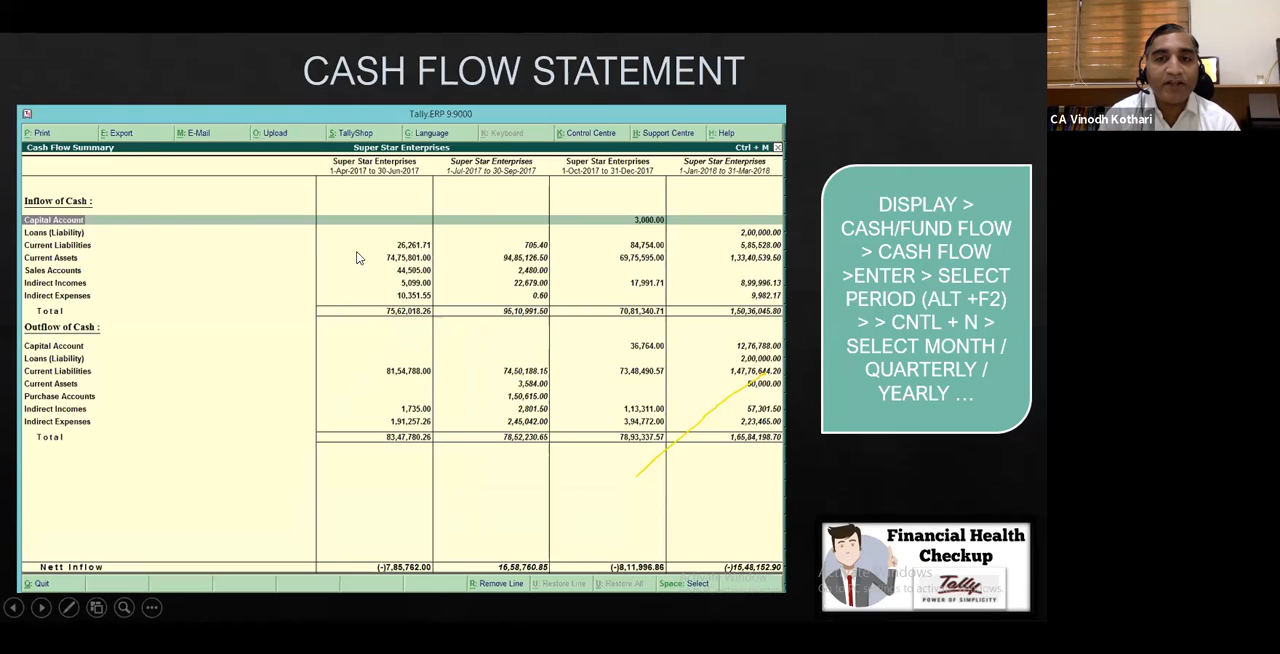 CASH FLOW STATEMENT
CA Vinodh Kothari
Tally.ERP 9:9000
P: Print E: Export M: E-Mail O: Upload S: TallyShop G: Language K: Keyboard K: Control Centre H: Support Centre H: Help
Cash Flow Summary Super Star Enterprises Ctrl + M
Super Star Enterprises Super Star Enterprises Super Star Enterprises Super Star Enterprises
1-Apr-2017 to 30-Jun-2017 1-Jul-2017 to 30-Sep-2017 1-Oct-2017 to 31-Dec-2017 1-Jan-2018 to 31-Mar-2018
Inflow of Cash :
Capital Account 3,000.00
Loans (Liability) 2,00,000.00
Current Liabilities 26,261.71 705.40 84,754.00 5,85,528.00
Current Assets 74,75,801.00 94,85,126.50 69,75,595.00 1,33,40,539.50
Sales Accounts 44,505.00 2,480.00
Indirect Incomes 5,099.00 22,679.00 17,991.71 8,99,996.13
Indirect Expenses 10,351.55 0.60 9,982.17
Total 75,62,018.26 95,10,991.50 70,81,340.71 1,50,36,045.80
Outflow of Cash :
Capital Account 36,764.00 12,76,788.00
Loans (Liability) 2,00,000.00
Current Liabilities 81,54,788.00 74,50,188.15 73,48,490.57 1,47,76,644.20
Current Assets 3,584.00 50,000.00
Purchase Accounts 1,50,615.00
Indirect Incomes 1,735.00 2,801.50 1,13,311.00 57,301.50
Indirect Expenses 1,91,257.26 2,45,042.00 3,94,772.00 2,23,465.00
Total 83,47,780.26 78,52,230.65 78,93,337.57 1,65,84,198.70
Nett Inflow (-)7,85,762.00 16,58,760.85 (-)8,11,996.86 (-)15,48,152.90
Q: Quit R: Remove Line U: Restore Line U: Restore All Space: Select
DISPLAY >
CASH/FUND FLOW
> CASH FLOW
>ENTER > SELECT
PERIOD (ALT +F2)
> > CNTL + N >
SELECT MONTH /
QUARTERLY /
YEARLY …
Financial Health
Checkup
Tally
POWER OF SIMPLICITY
Activate Windows